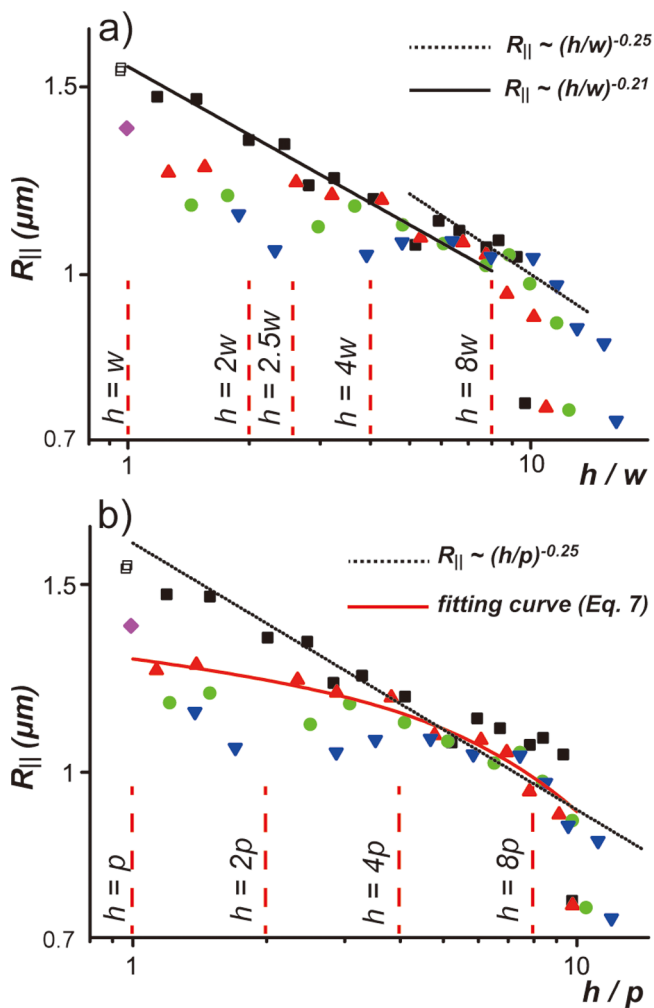 a)
R|| ~ (h/w)-0.25
R|| ~ (h/w)-0.21
1.5
1
0.7
R|| (μm)
h = w
h = 2w
h = 2.5w
h = 4w
h = 8w
1
10
h / w
b)
R|| ~ (h/p)-0.25
fitting curve (Eq. 7)
1.5
1
0.7
R|| (μm)
h = p
h = 2p
h = 4p
h = 8p
1
10
h / p